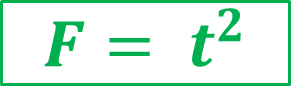 F = t²